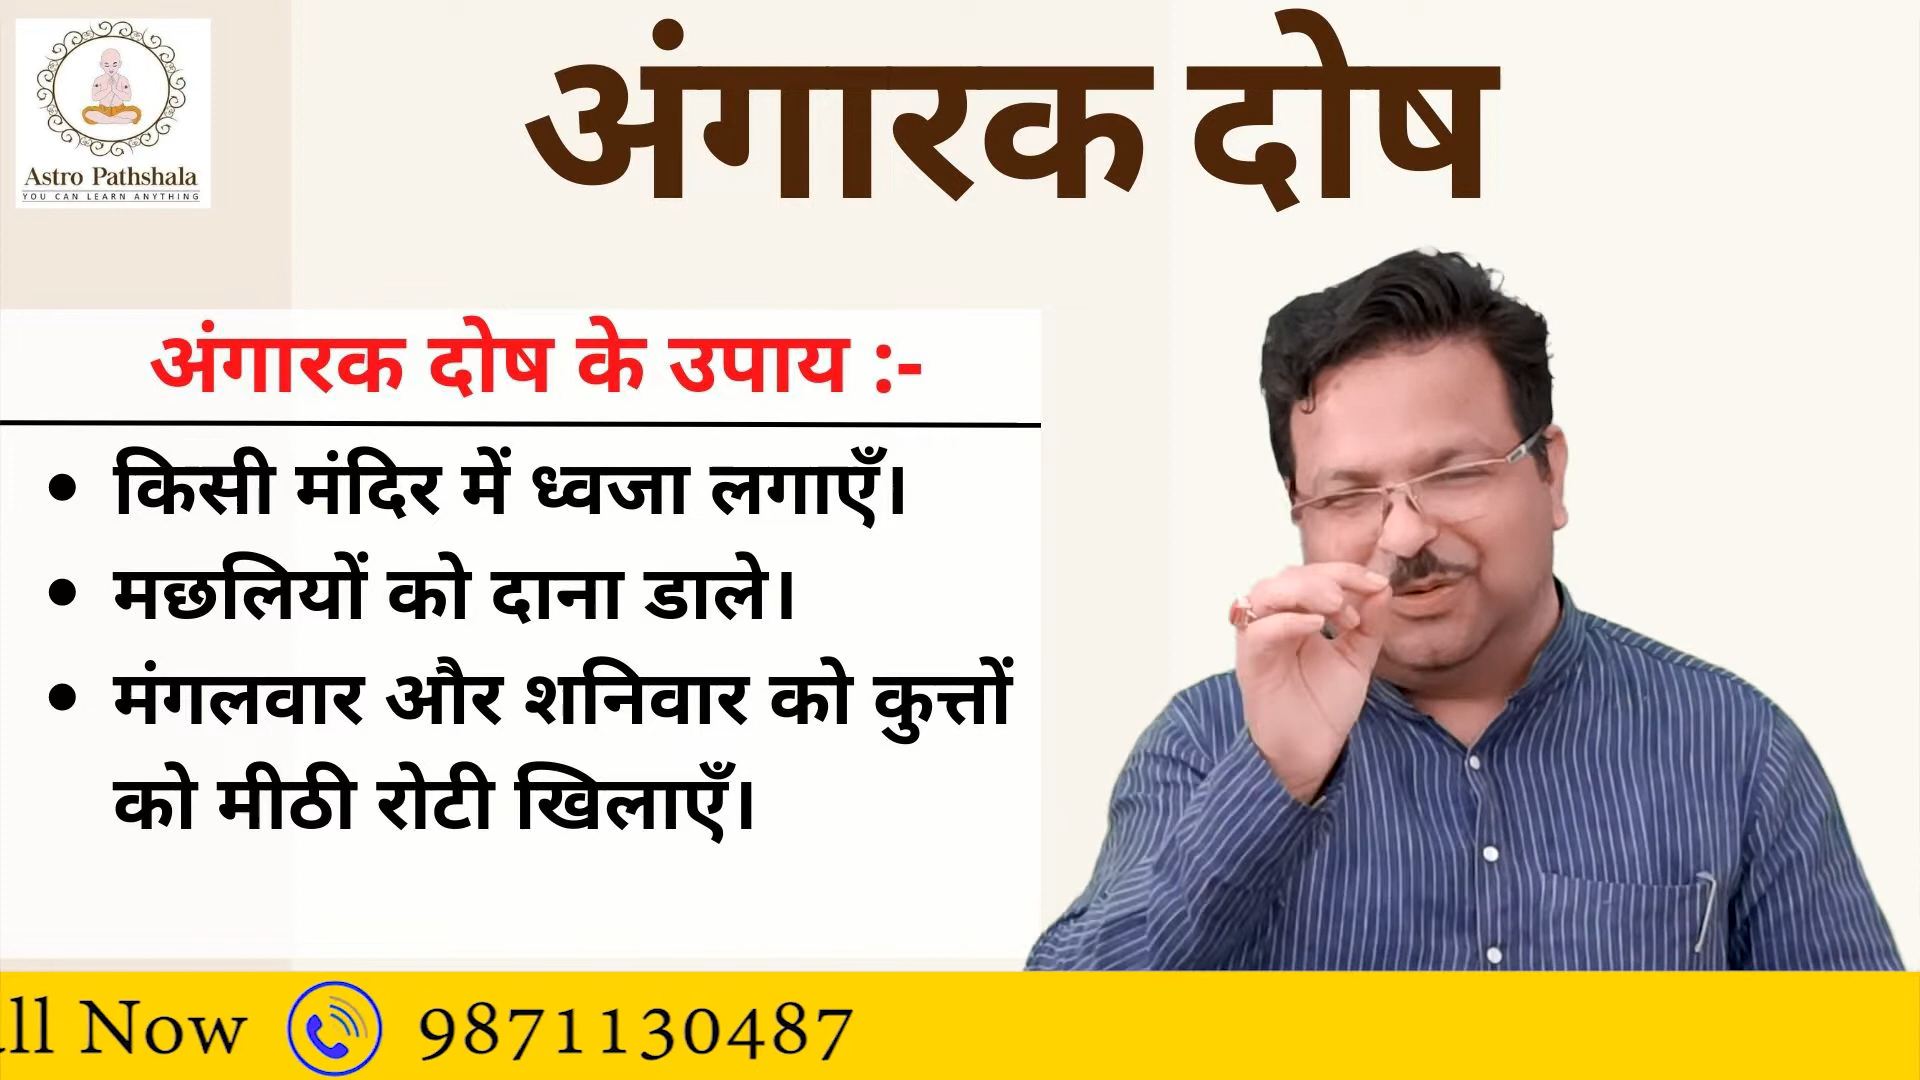 Astro Pathshala
YOU CAN LEARN ANYTHING
अंगारक दोष
अंगारक दोष के उपाय :-
• किसी मंदिर में ध्वजा लगाएँ।
• मछलियों को दाना डाले।
• मंगलवार और शनिवार को कुत्तों
को मीठी रोटी खिलाएँ।
ll Now 9871130487